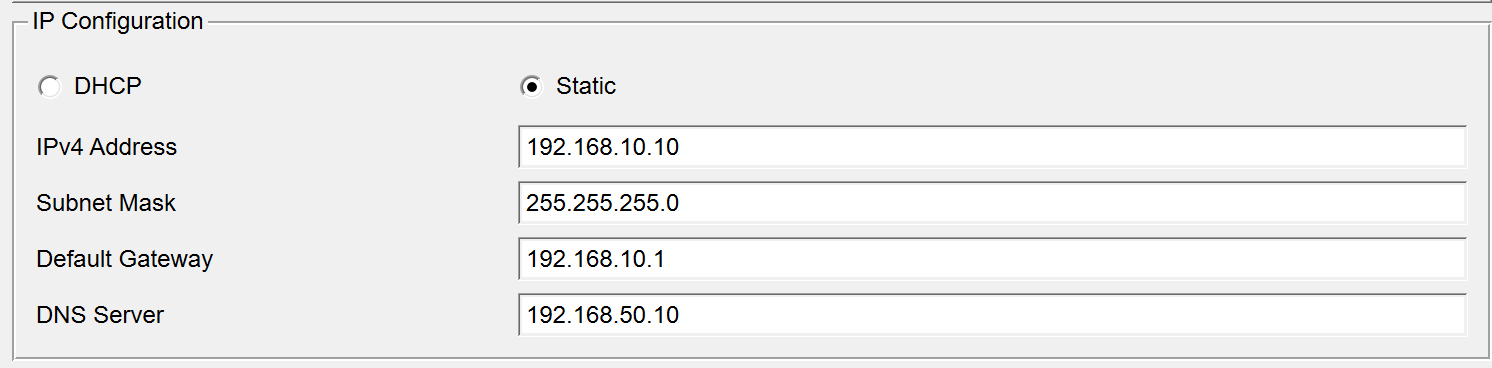 IP Configuration
DHCP Static
IPv4 Address 192.168.10.10
Subnet Mask 255.255.255.0
Default Gateway 192.168.10.1
DNS Server 192.168.50.10